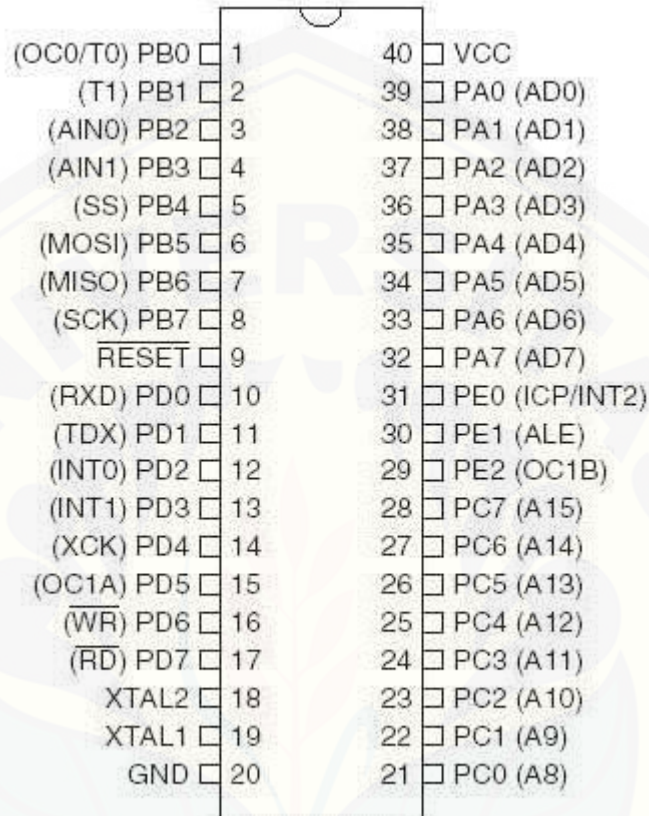 (OC0/T0) PB0 1 40 VCC
(T1) PB1 2 39 PA0 (AD0)
(AIN0) PB2 3 38 PA1 (AD1)
(AIN1) PB3 4 37 PA2 (AD2)
(SS) PB4 5 36 PA3 (AD3)
(MOSI) PB5 6 35 PA4 (AD4)
(MISO) PB6 7 34 PA5 (AD5)
(SCK) PB7 8 33 PA6 (AD6)
RESET 9 32 PA7 (AD7)
(RXD) PD0 10 31 PE0 (ICP/INT2)
(TDX) PD1 11 30 PE1 (ALE)
(INT0) PD2 12 29 PE2 (OC1B)
(INT1) PD3 13 28 PC7 (A15)
(XCK) PD4 14 27 PC6 (A14)
(OC1A) PD5 15 26 PC5 (A13)
(WR) PD6 16 25 PC4 (A12)
(RD) PD7 17 24 PC3 (A11)
XTAL2 18 23 PC2 (A10)
XTAL1 19 22 PC1 (A9)
GND 20 21 PC0 (A8)